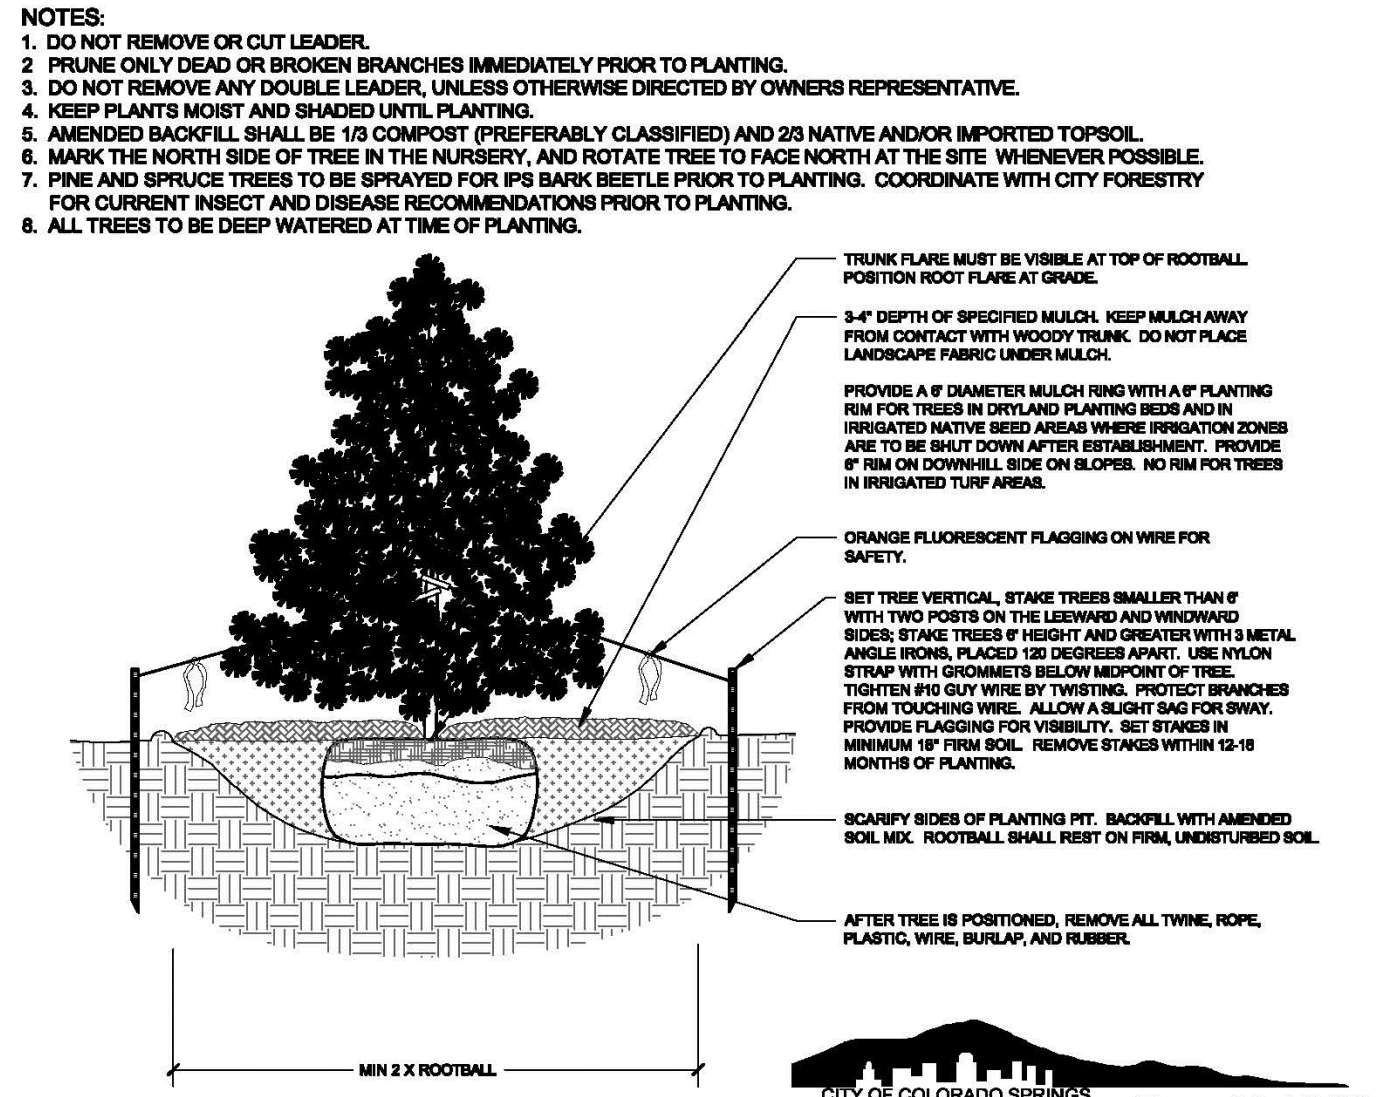 NOTES:
1. DO NOT REMOVE OR CUT LEADER.
2 PRUNE ONLY DEAD OR BROKEN BRANCHES IMMEDIATELY PRIOR TO PLANTING.
3. DO NOT REMOVE ANY DOUBLE LEADER, UNLESS OTHERWISE DIRECTED BY OWNERS REPRESENTATIVE.
4. KEEP PLANTS MOIST AND SHADED UNTIL PLANTING.
5. AMENDED BACKFILL SHALL BE 1/3 COMPOST (PREFERABLY CLASSIFIED) AND 2/3 NATIVE AND/OR IMPORTED TOPSOIL.
6. MARK THE NORTH SIDE OF TREE IN THE NURSERY, AND ROTATE TREE TO FACE NORTH AT THE SITE WHENEVER POSSIBLE.
7. PINE AND SPRUCE TREES TO BE SPRAYED FOR IPS BARK BEETLE PRIOR TO PLANTING. COORDINATE WITH CITY FORESTRY
FOR CURRENT INSECT AND DISEASE RECOMMENDATIONS PRIOR TO PLANTING.
8. ALL TREES TO BE DEEP WATERED AT TIME OF PLANTING.
TRUNK FLARE MUST BE VISIBLE AT TOP OF ROOTBALL
POSITION ROOT FLARE AT GRADE.
3-4" DEPTH OF SPECIFIED MULCH. KEEP MULCH AWAY
FROM CONTACT WITH WOODY TRUNK. DO NOT PLACE
LANDSCAPE FABRIC UNDER MULCH.
PROVIDE A 6' DIAMETER MULCH RING WITH A 6" PLANTING
RIM FOR TREES IN DRYLAND PLANTING BEDS AND IN
IRRIGATED NATIVE SEED AREAS WHERE IRRIGATION ZONES
ARE TO BE SHUT DOWN AFTER ESTABLISHMENT. PROVIDE
6" RIM ON DOWNHILL SIDE ON SLOPES. NO RIM FOR TREES
IN IRRIGATED TURF AREAS.
ORANGE FLUORESCENT FLAGGING ON WIRE FOR
SAFETY.
SET TREE VERTICAL, STAKE TREES SMALLER THAN 6'
WITH TWO POSTS ON THE LEEWARD AND WINDWARD
SIDES; STAKE TREES 6' HEIGHT AND GREATER WITH 3 METAL
ANGLE IRONS, PLACED 120 DEGREES APART. USE NYLON
STRAP WITH GROMMETS BELOW MIDPOINT OF TREE.
TIGHTEN #10 GUY WIRE BY TWISTING. PROTECT BRANCHES
FROM TOUCHING WIRE. ALLOW A SLIGHT SAG FOR SWAY.
PROVIDE FLAGGING FOR VISIBILITY. SET STAKES IN
MINIMUM 18" FIRM SOIL. REMOVE STAKES WITHIN 12-18
MONTHS OF PLANTING.
SCARIFY SIDES OF PLANTING PIT. BACKFILL WITH AMENDED
SOIL MIX. ROOTBALL SHALL REST ON FIRM, UNDISTURBED SOIL
AFTER TREE IS POSITIONED, REMOVE ALL TWINE, ROPE,
PLASTIC, WIRE, BURLAP, AND RUBBER.
MIN 2 X ROOTBALL
CITY OF COLORADO SPRINGS